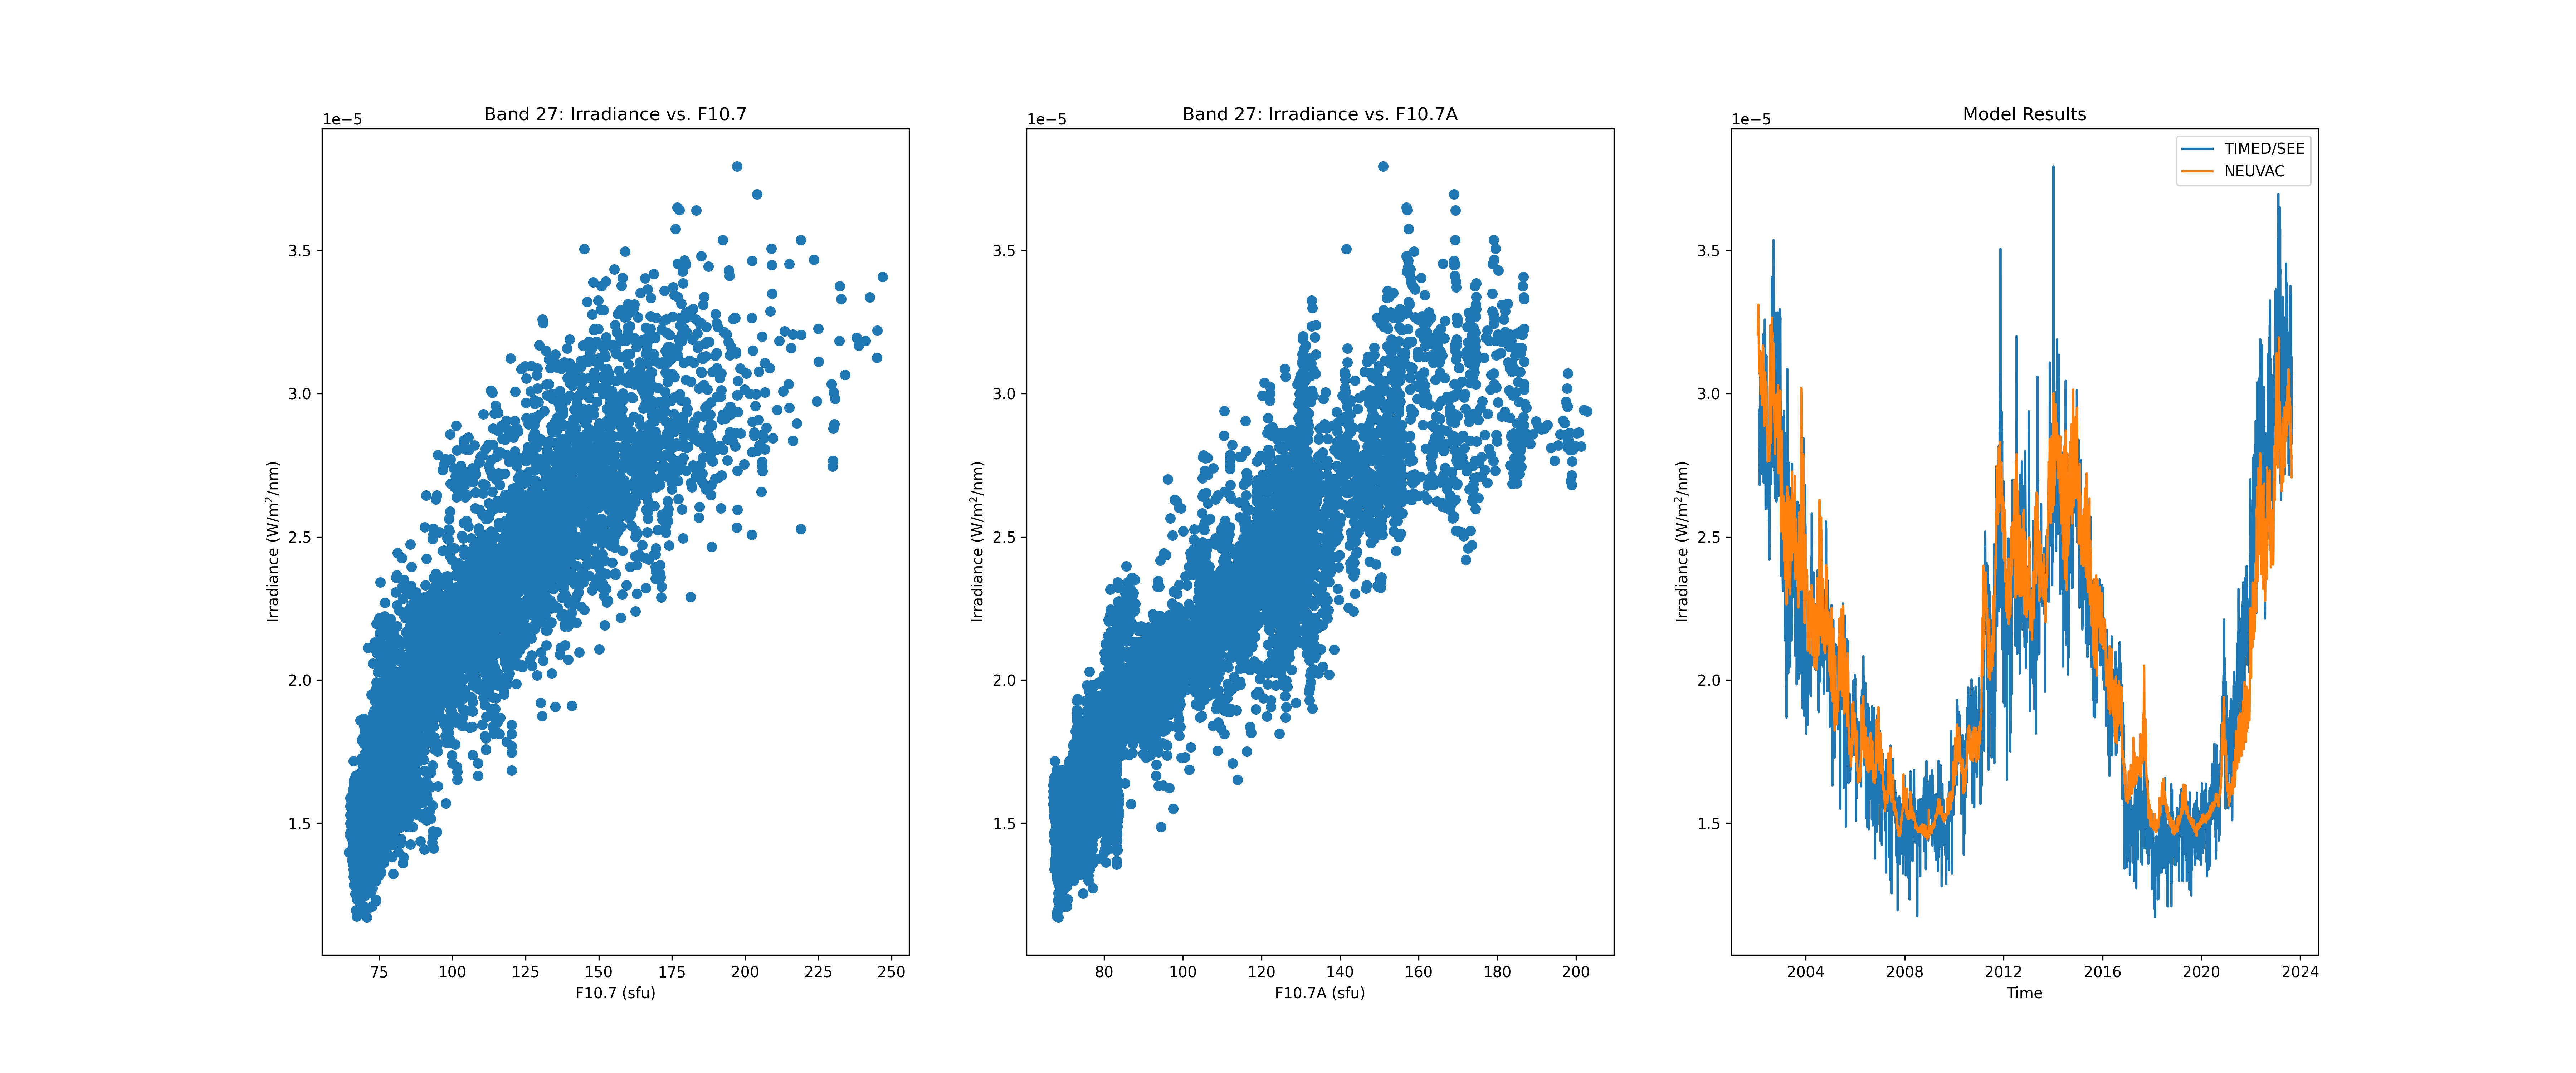 Band 27: Irradiance vs. F10.7
1e−5
3.5
3.0
2.5
2.0
1.5
Irradiance (W/m²/nm)
75 100 125 150 175 200 225 250
F10.7 (sfu)
Band 27: Irradiance vs. F10.7A
1e−5
3.5
3.0
2.5
2.0
1.5
Irradiance (W/m²/nm)
80 100 120 140 160 180 200
F10.7A (sfu)
Model Results
1e−5
TIMED/SEE
NEUVAC
3.5
3.0
2.5
2.0
1.5
Irradiance (W/m²/nm)
2004 2008 2012 2016 2020 2024
Time